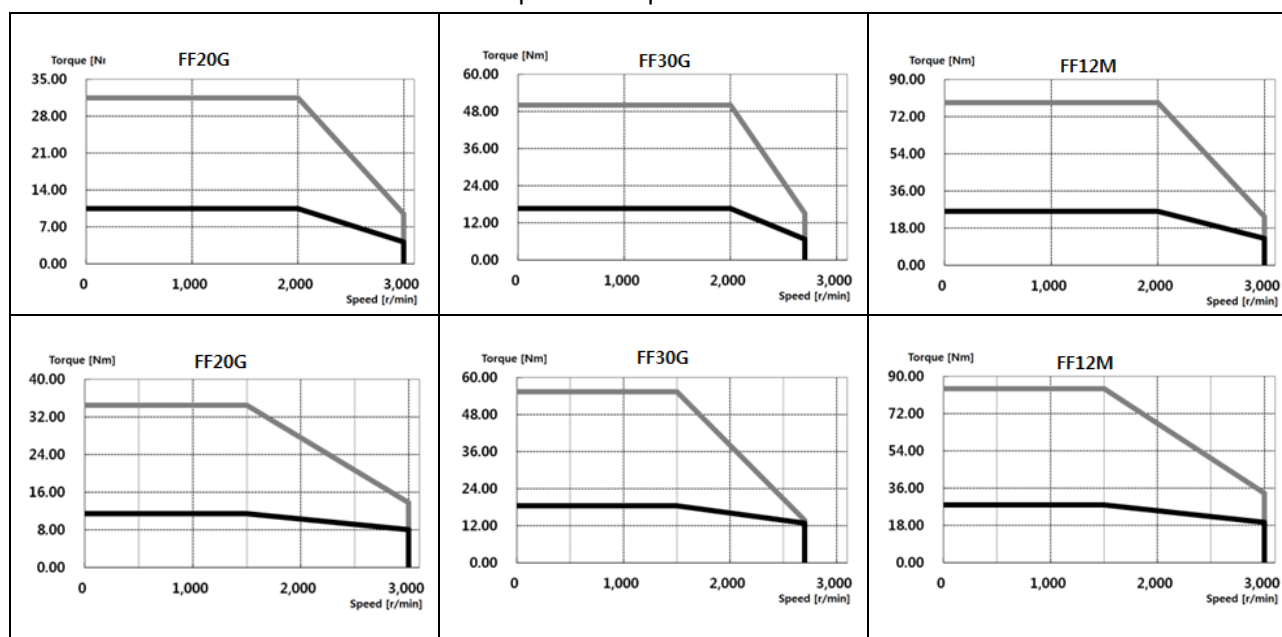 Torque [Nı
FF20G
35.00
28.00
21.00
14.00
7.00
0.00
0 1,000 2,000 3,000
Speed [r/min]
Torque [Nm]
FF30G
60.00
48.00
36.00
24.00
12.00
0.00
0 1,000 2,000 3,000
Speed [r/min]
Torque [Nm]
FF12M
90.00
72.00
54.00
36.00
18.00
0.00
0 1,000 2,000 3,000
Speed [r/min]
Torque [Nm]
FF20G
40.00
32.00
24.00
16.00
8.00
0.00
0 1,000 2,000 3,000
Speed [r/min]
Torque [Nm]
FF30G
60.00
48.00
36.00
24.00
12.00
0.00
0 1,000 2,000 3,000
Speed [r/min]
Torque [Nm]
FF12M
90.00
72.00
54.00
36.00
18.00
0.00
0 1,000 2,000 3,000
Speed [r/min]